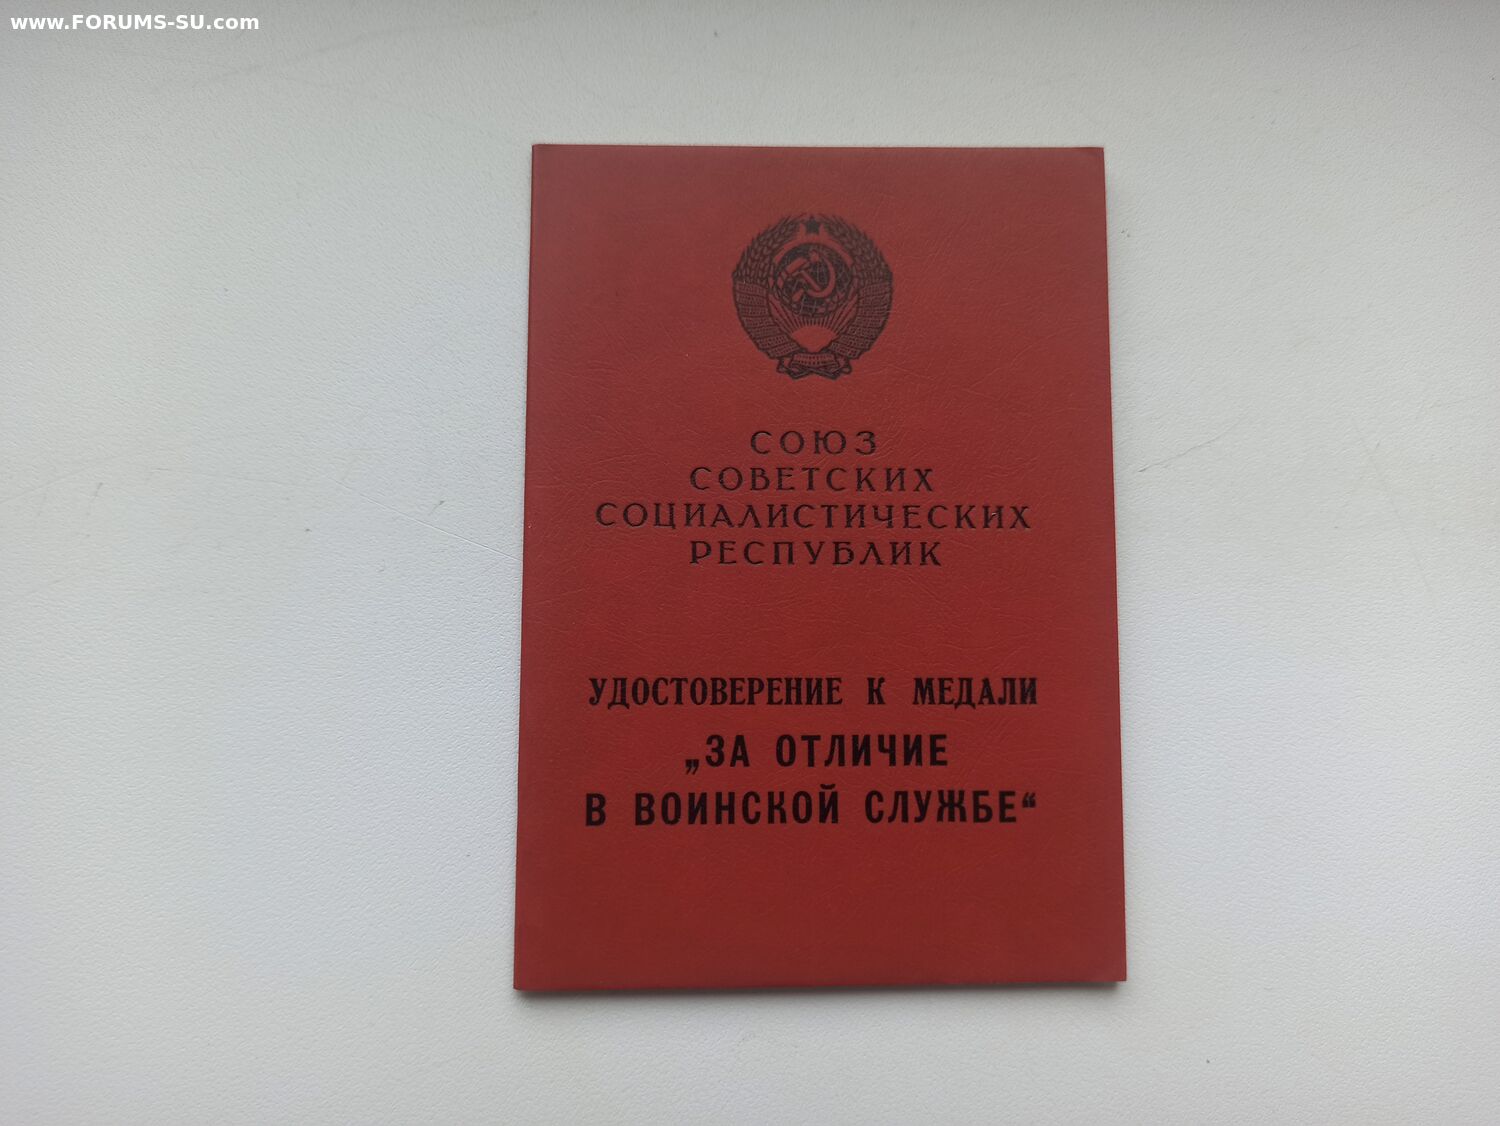 www.FORUMS-SU.com
СОЮЗ
СОВЕТСКИХ
СОЦИАЛИСТИЧЕСКИХ
РЕСПУБЛИК
УДОСТОВЕРЕНИЕ К МЕДАЛИ
„ЗА ОТЛИЧИЕ
В ВОИНСКОЙ СЛУЖБЕ“